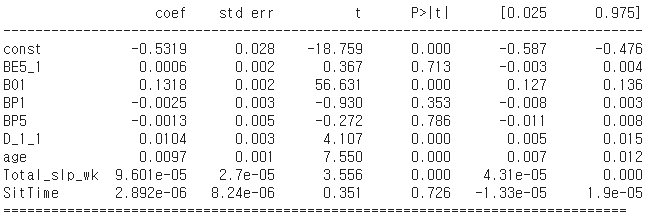 coef std err t P>|t| [0.025 0.975]
const -0.5319 0.028 -18.759 0.000 -0.587 -0.476
BE5_1 0.0006 0.002 0.367 0.713 -0.003 0.004
BO1 0.1318 0.002 56.631 0.000 0.127 0.136
BP1 -0.0025 0.003 -0.930 0.353 -0.008 0.003
BP5 -0.0013 0.005 -0.272 0.786 -0.011 0.008
D_1_1 0.0104 0.003 4.107 0.000 0.005 0.015
age 0.0097 0.001 7.550 0.000 0.007 0.012
Total_slp_wk 9.601e-05 2.7e-05 3.556 0.000 4.31e-05 0.000
SitTime 2.892e-06 8.24e-06 0.351 0.726 -1.33e-05 1.9e-05